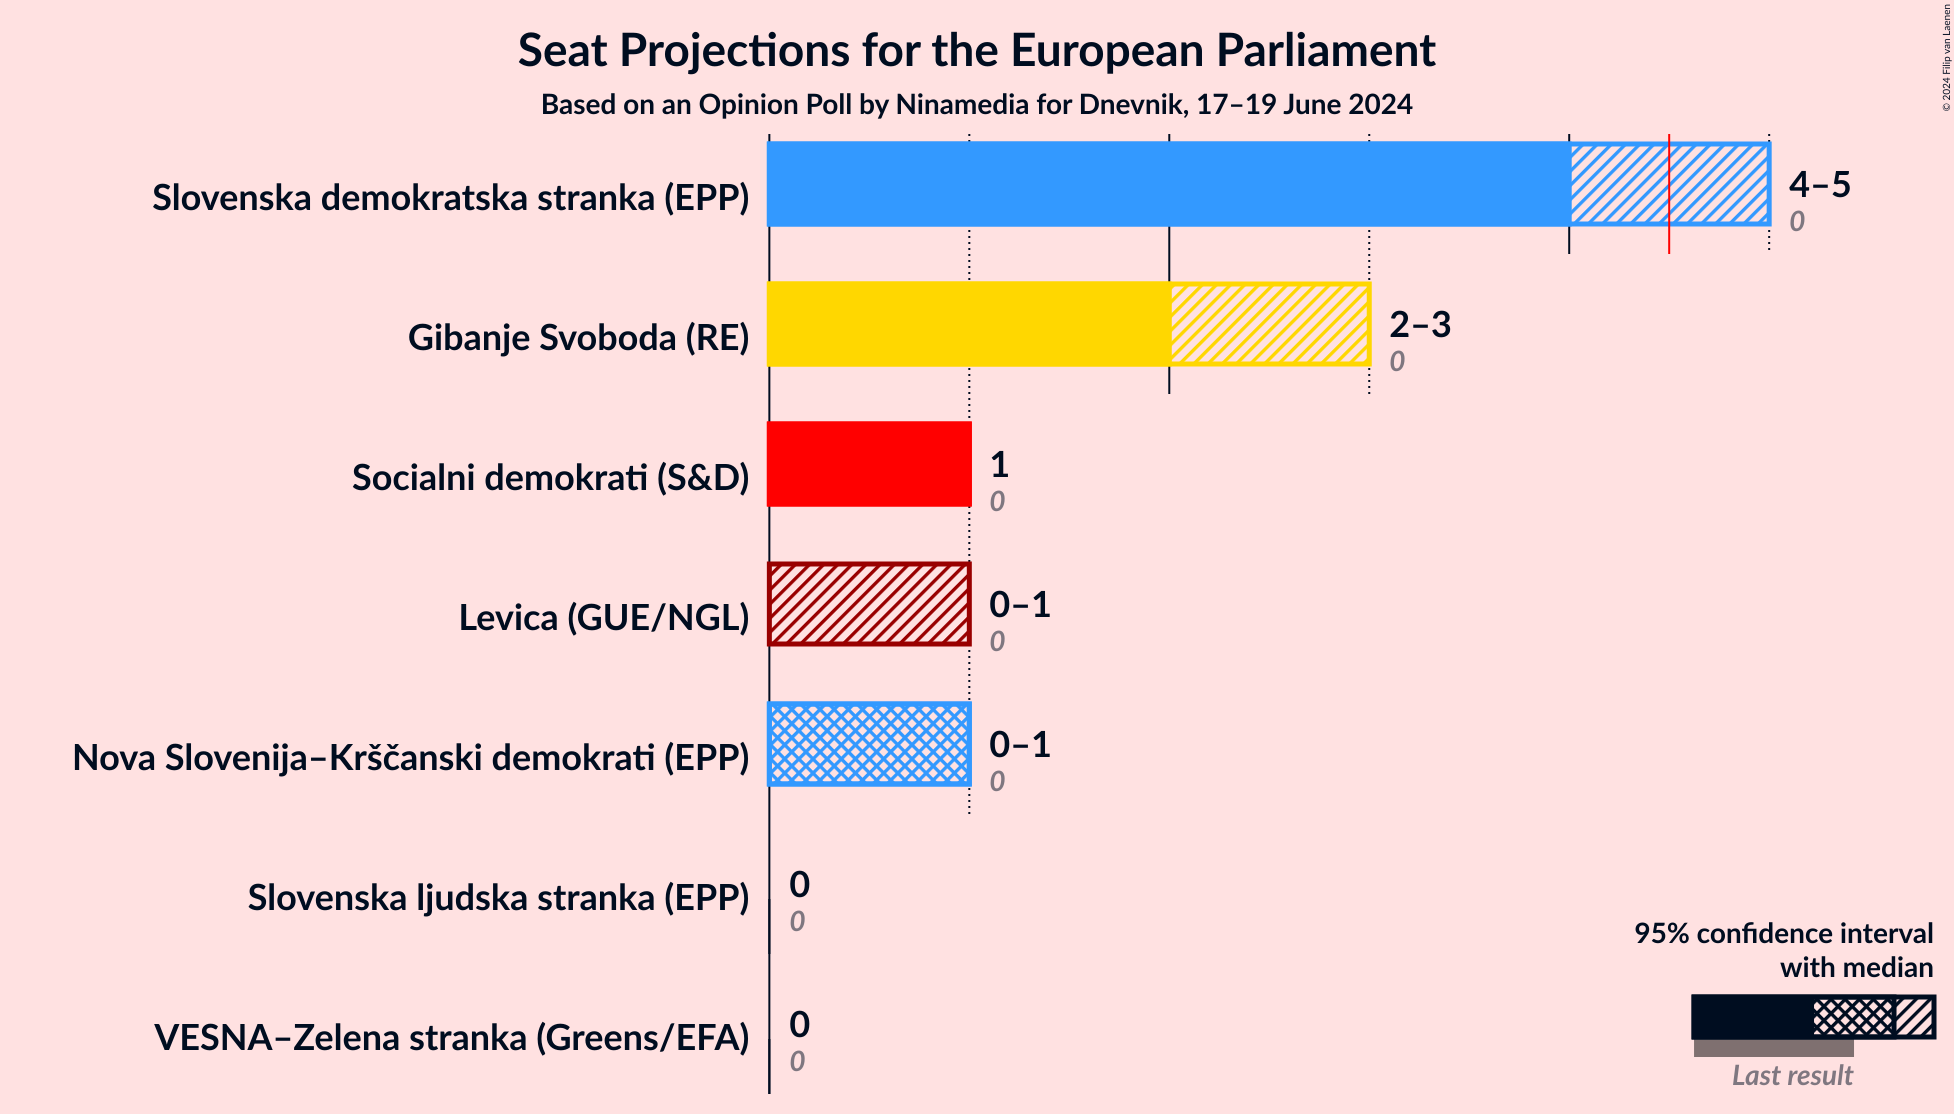 Seat Projections for the European Parliament
Based on an Opinion Poll by Ninamedia for Dnevnik, 17–19 June 2024
© 2024 Filip van Laenen
Slovenska demokratska stranka (EPP)
4–5
0
Gibanje Svoboda (RE)
2–3
0
Socialni demokrati (S&D)
1
0
Levica (GUE/NGL)
0–1
0
Nova Slovenija–Krščanski demokrati (EPP)
0–1
0
Slovenska ljudska stranka (EPP)
0
0
VESNA–Zelena stranka (Greens/EFA)
0
0
95% confidence interval
with median
Last result